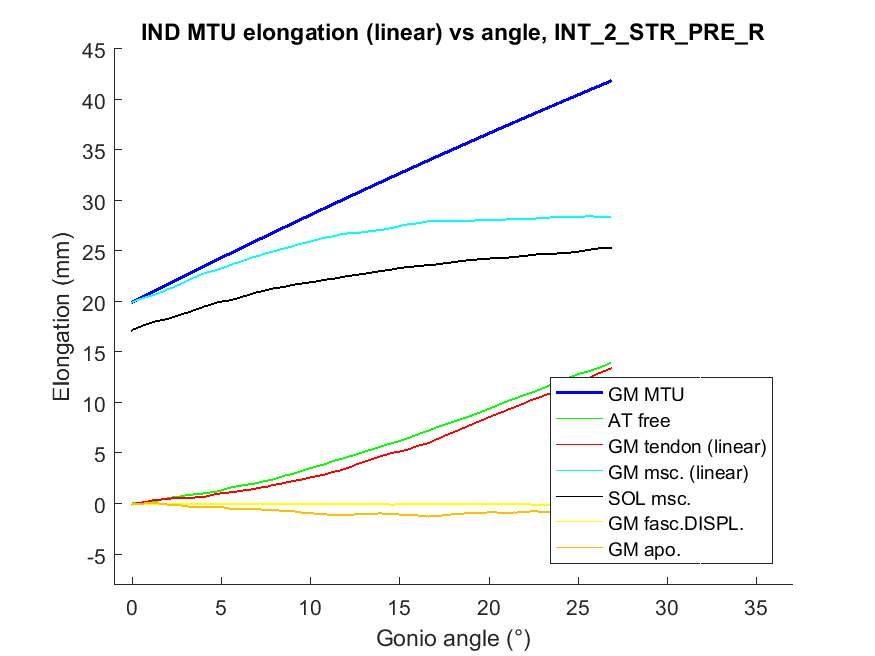 IND MTU elongation (linear) vs angle, INT_2_STR_PRE_R
45
40
35
30
25
20
15
10
5
0
-5
Elongation (mm)
GM MTU
AT free
GM tendon (linear)
GM msc. (linear)
SOL msc.
GM fasc.DISPL.
GM apo.
0 5 10 15 20 25 30 35
Gonio angle (°)